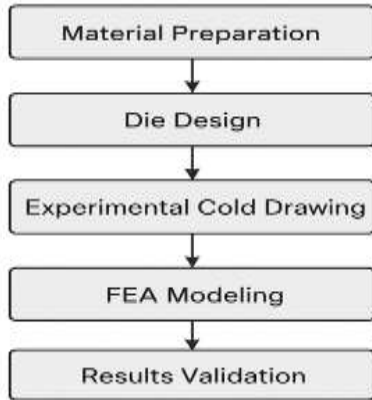 Material Preparation
Die Design
Experimental Cold Drawing
FEA Modeling
Results Validation